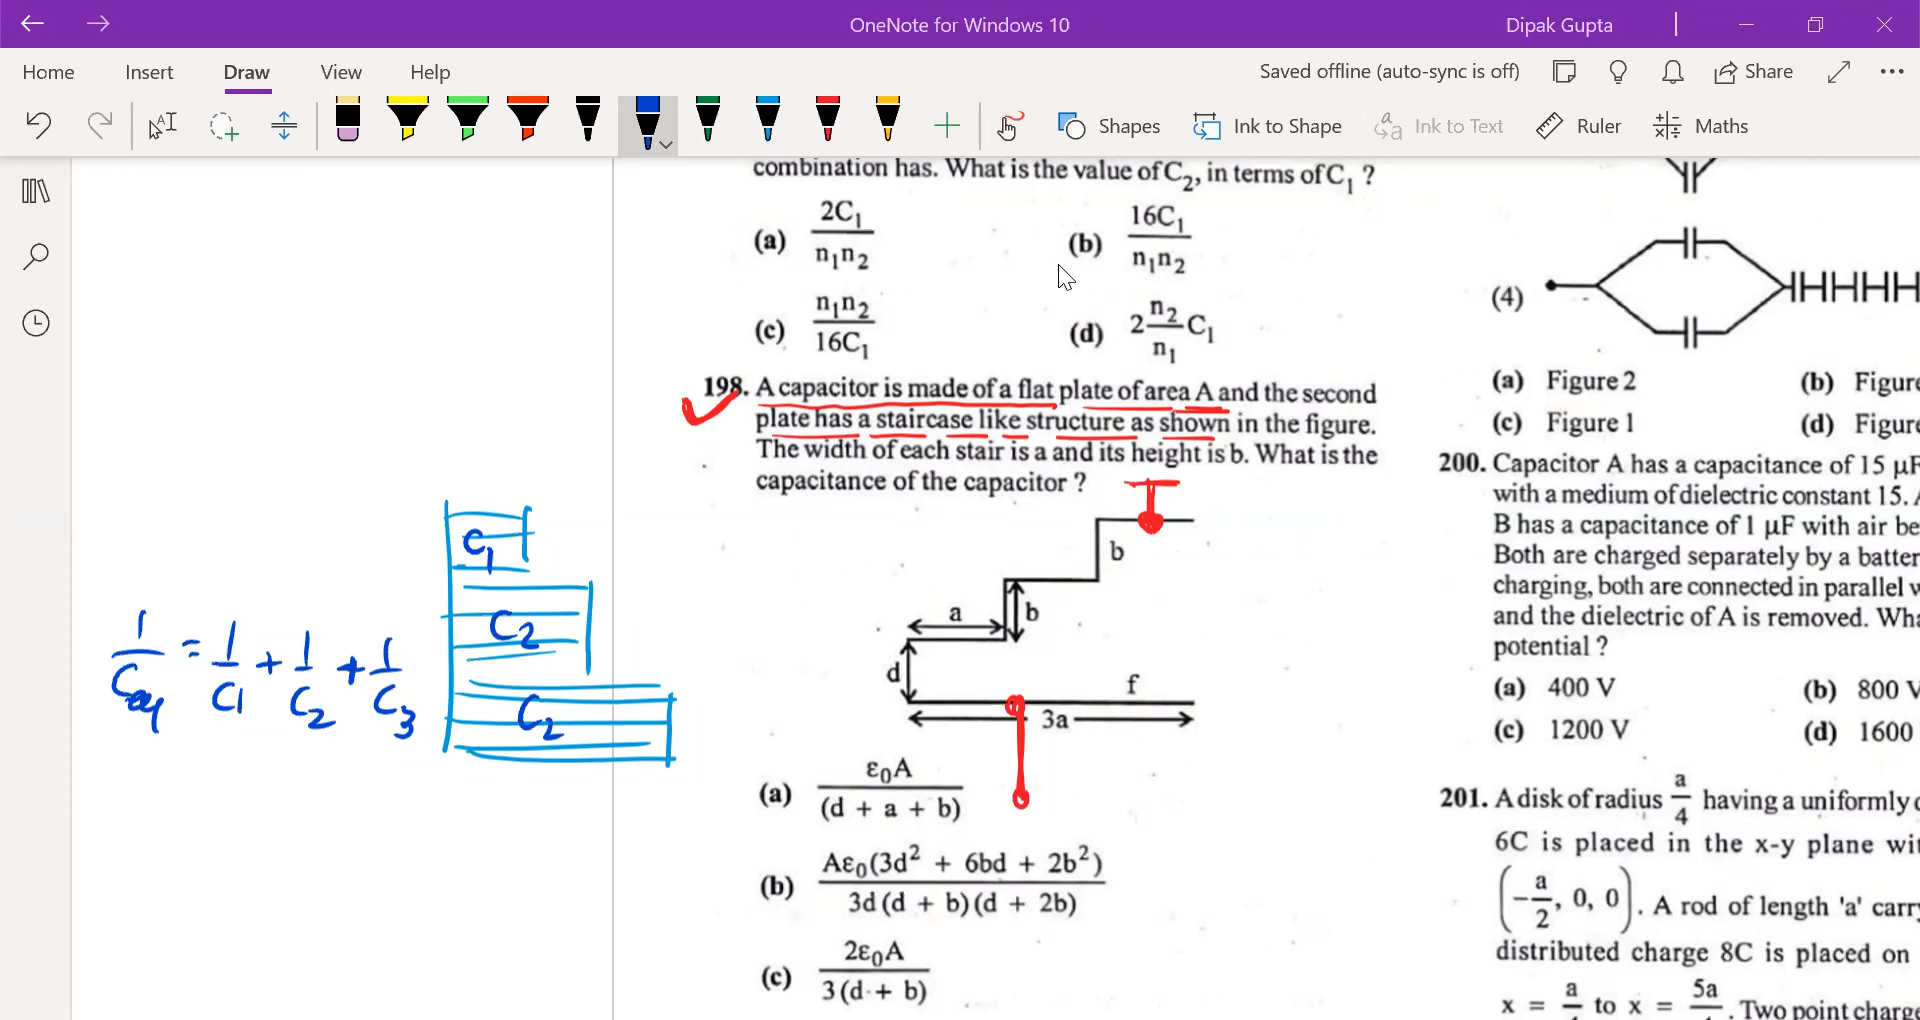 OneNote for Windows 10
Dipak Gupta
Home Insert Draw View Help
Saved offline (auto-sync is off)
Share
Shapes
Ink to Shape
Ink to Text
Ruler
Maths
combination has. What is the value of C₂, in terms of C₁ ?
(a) 2C₁ / n₁n₂
(b) 16C₁ / n₁n₂
(c) n₁n₂ / 16C₁
(d) 2 n₂/n₁ C₁
198. A capacitor is made of a flat plate of area A and the second
plate has a staircase like structure as shown in the figure.
The width of each stair is a and its height is b. What is the
capacitance of the capacitor ?
b
a
b
d
f
3a
(a) ε₀A / (d + a + b)
(b) Aε₀(3d² + 6bd + 2b²) / 3d (d + b) (d + 2b)
(c) 2ε₀A / 3 (d + b)
C₁
C₂
C₂
1/Ceq = 1/C₁ + 1/C₂ + 1/C₃
(4)
(a) Figure 2
(b) Figure
(c) Figure 1
(d) Figure
200. Capacitor A has a capacitance of 15 μF
with a medium of dielectric constant 15.
B has a capacitance of 1 μF with air be
Both are charged separately by a batter
charging, both are connected in parallel w
and the dielectric of A is removed. Wha
potential ?
(a) 400 V
(b) 800 V
(c) 1200 V
(d) 1600
201. A disk of radius a/4 having a uniformly
6C is placed in the x-y plane wit
(-a/2, 0, 0). A rod of length 'a' carry
distributed charge 8C is placed on
x = a/4 to x = 5a/4. Two point charge